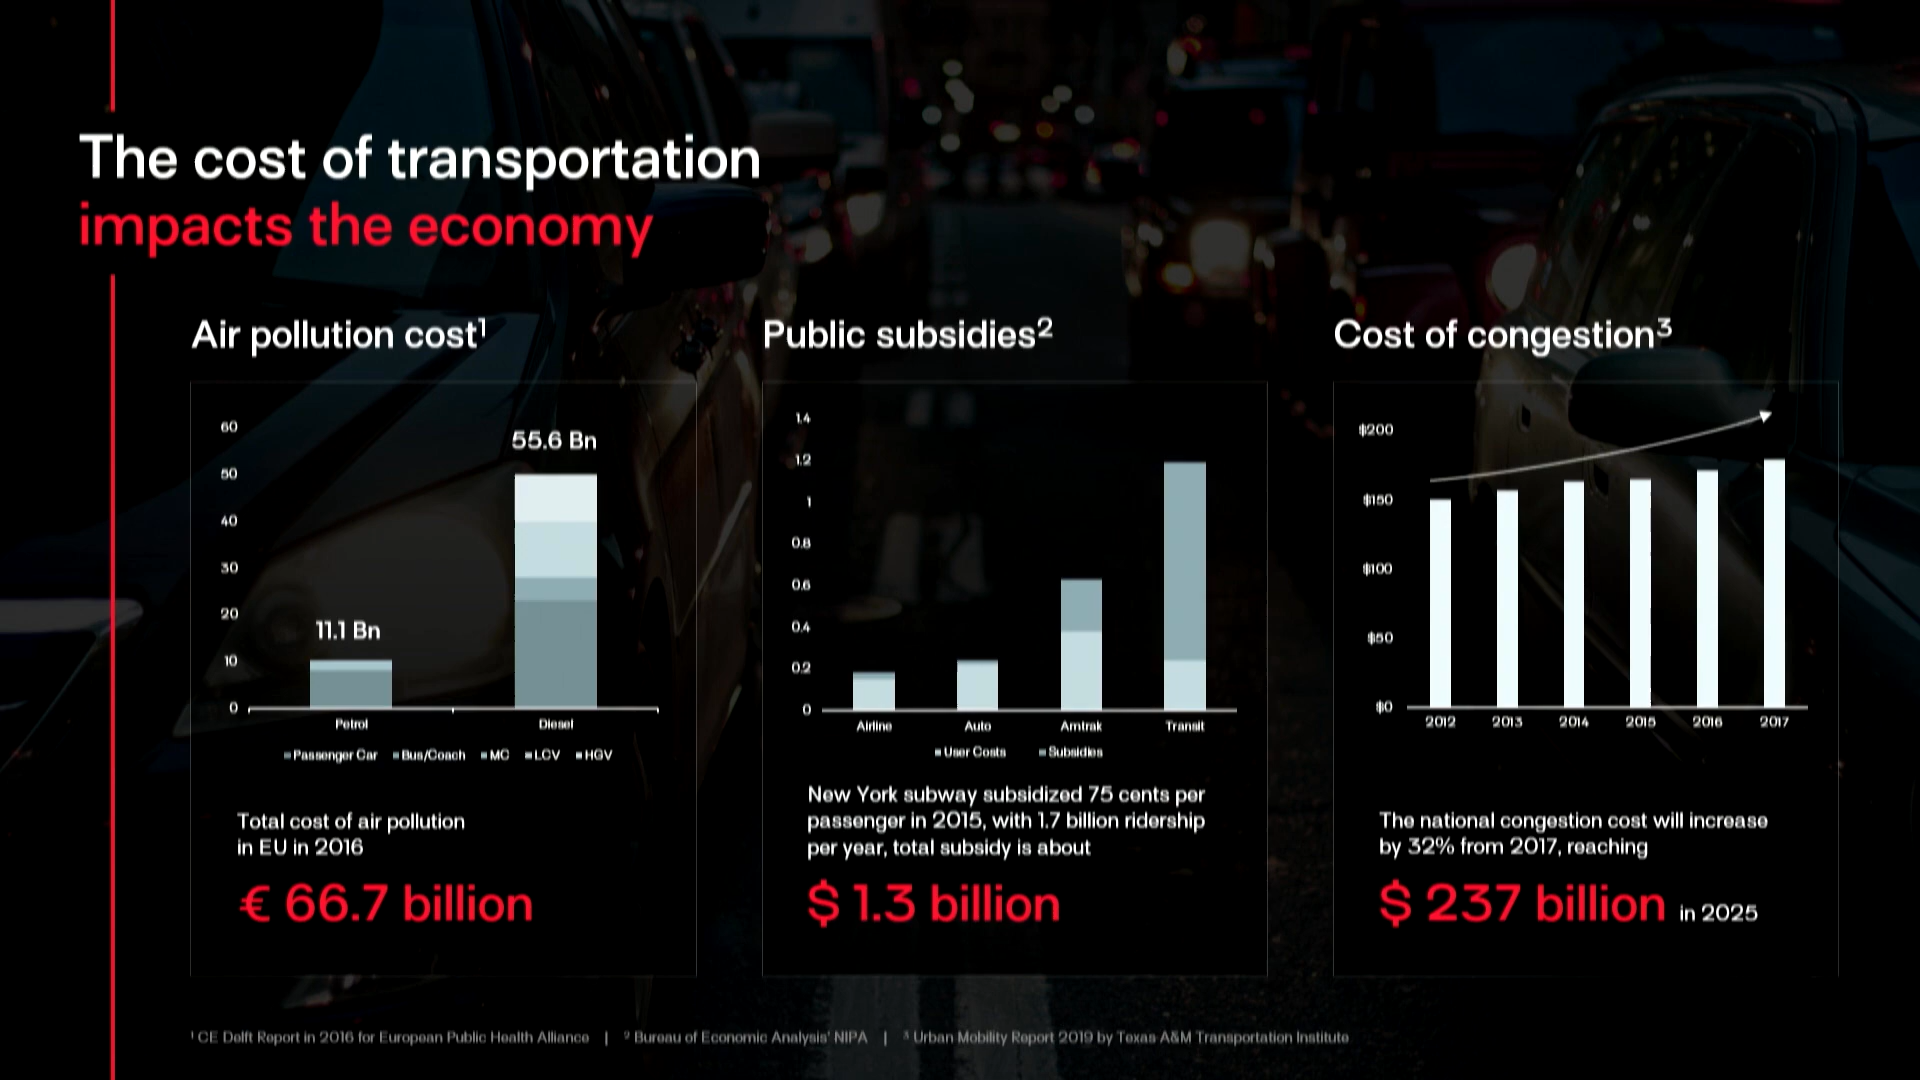 The cost of transportation
impacts the economy
Air pollution cost¹
60
50
40
30
20
10
0
55.6 Bn
11.1 Bn
Petrol
Diesel
Passenger Car
Bus/Coach
MC
LCV
HGV
Total cost of air pollution
in EU in 2016
€ 66.7 billion
Public subsidies²
1.4
1.2
1
0.8
0.6
0.4
0.2
0
Airline
Auto
Amtrak
Transit
User Costs
Subsidies
New York subway subsidized 75 cents per
passenger in 2015, with 1.7 billion ridership
per year, total subsidy is about
$ 1.3 billion
Cost of congestion³
$200
$150
$100
$50
$0
2012
2013
2014
2015
2016
2017
The national congestion cost will increase
by 32% from 2017, reaching
$ 237 billion in 2025
¹ CE Delft Report in 2016 for European Public Health Alliance | ² Bureau of Economic Analysis' NIPA | ³ Urban Mobility Report 2019 by Texas A&M Transportation Institute